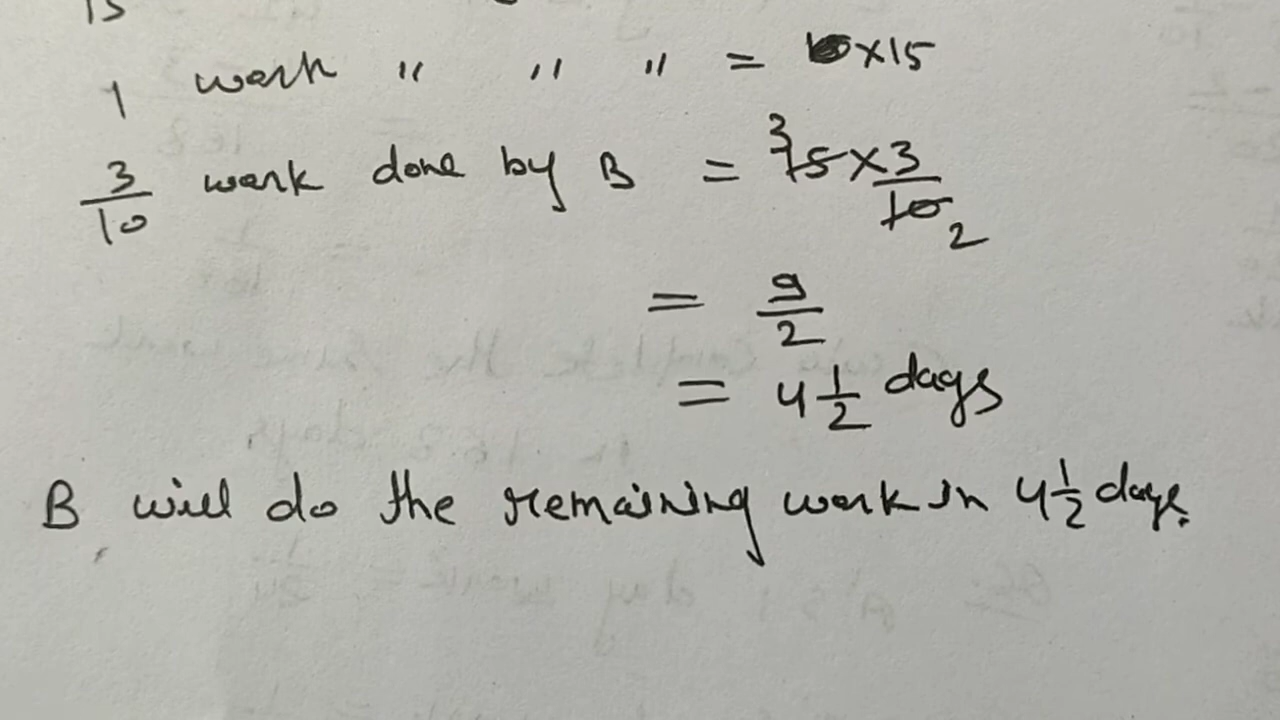 15
1 work " " " = ×15
3/10 work done by B = 15 × 3/10 3 2
= 9/2
= 4 1/2 days
B will do the remaining work in 4 1/2 days.